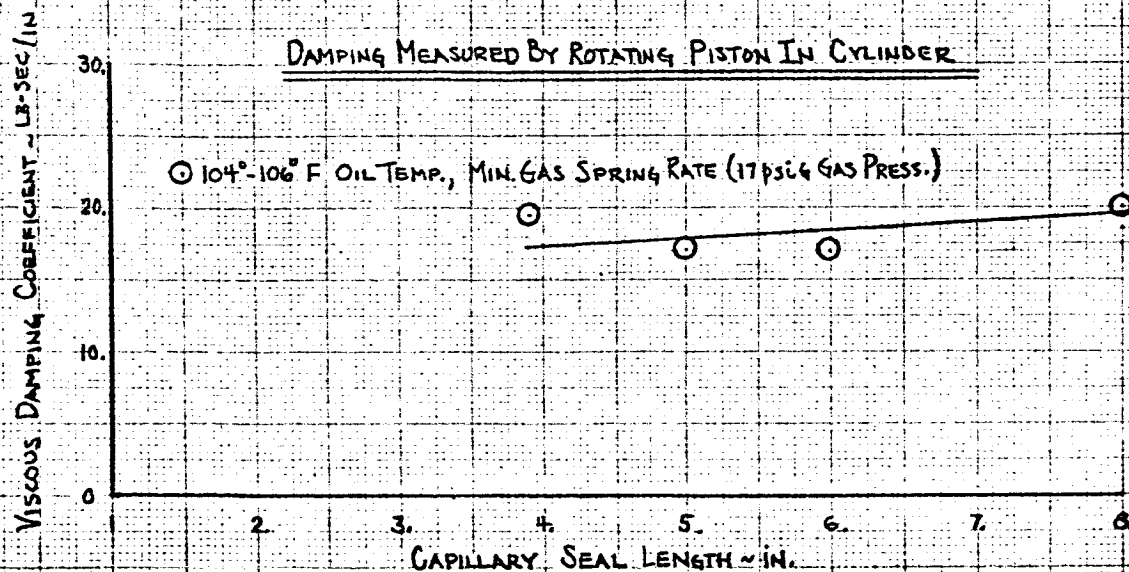 DAMPING MEASURED BY ROTATING PISTON IN CYLINDER
VISCOUS DAMPING COEFFICIENT ~ LB-SEC/IN
30.
⊙ 104°-106° F OIL TEMP., MIN. GAS SPRING RATE (17 psig GAS PRESS.)
20.
10.
0
2. 3. 4. 5. 6. 7. 8.
CAPILLARY SEAL LENGTH ~ IN.